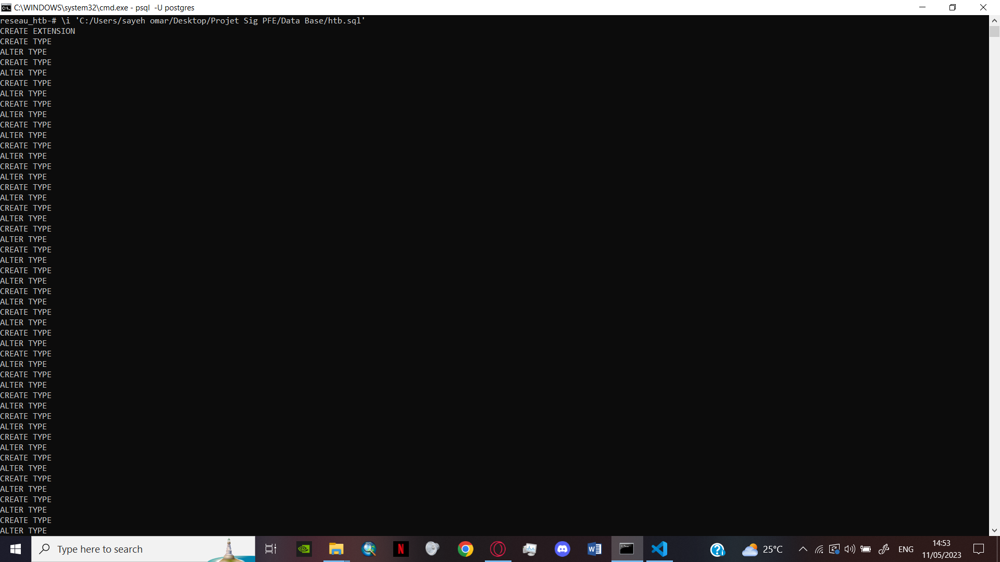 C:\WINDOWS\system32\cmd.exe - psql  -U postgres
reseau_htb-# \i 'C:/Users/sayeh omar/Desktop/Projet Sig PFE/Data Base/htb.sql'
CREATE EXTENSION
CREATE TYPE
ALTER TYPE
CREATE TYPE
ALTER TYPE
CREATE TYPE
ALTER TYPE
CREATE TYPE
ALTER TYPE
CREATE TYPE
ALTER TYPE
CREATE TYPE
ALTER TYPE
CREATE TYPE
ALTER TYPE
CREATE TYPE
ALTER TYPE
CREATE TYPE
ALTER TYPE
CREATE TYPE
ALTER TYPE
CREATE TYPE
ALTER TYPE
CREATE TYPE
ALTER TYPE
CREATE TYPE
ALTER TYPE
CREATE TYPE
ALTER TYPE
CREATE TYPE
ALTER TYPE
CREATE TYPE
ALTER TYPE
CREATE TYPE
ALTER TYPE
CREATE TYPE
ALTER TYPE
CREATE TYPE
ALTER TYPE
CREATE TYPE
ALTER TYPE
CREATE TYPE
ALTER TYPE
CREATE TYPE
ALTER TYPE
CREATE TYPE
ALTER TYPE
CREATE TYPE
ALTER TYPE
Type here to search
25°C
ENG
14:53
11/05/2023